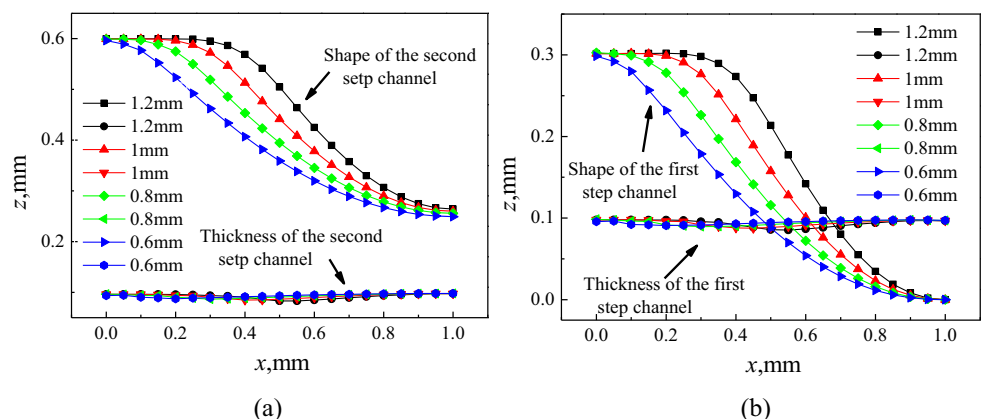 0.6
0.4
0.2
z,mm
Shape of the second
setp channel
1.2mm
1.2mm
1mm
1mm
0.8mm
0.8mm
0.6mm
0.6mm
Thickness of the second
setp channel
0.0 0.2 0.4 0.6 0.8 1.0
x,mm
(a)
0.3
0.2
0.1
0.0
z,mm
1.2mm
1.2mm
1mm
1mm
0.8mm
0.8mm
0.6mm
0.6mm
Shape of the first
step channel
Thickness of the first
step channel
0.0 0.2 0.4 0.6 0.8 1.0
x,mm
(b)